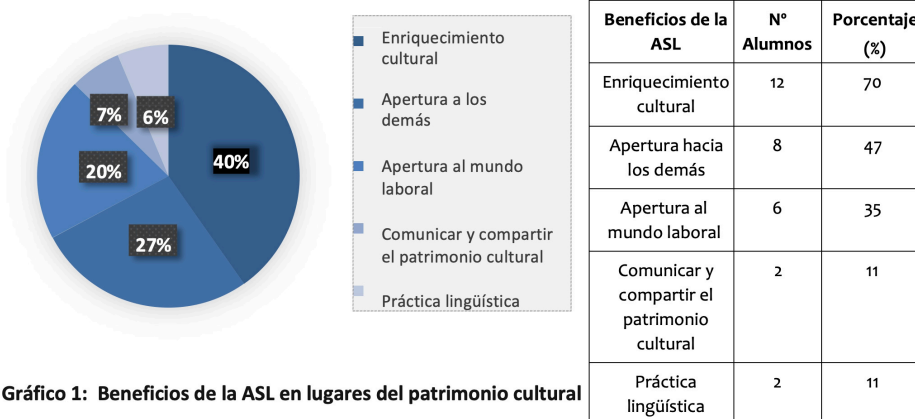 40%
27%
20%
7%
6%
Enriquecimiento
cultural
Apertura a los
demás
Apertura al mundo
laboral
Comunicar y compartir
el patrimonio cultural
Práctica lingüística
Gráfico 1: Beneficios de la ASL en lugares del patrimonio cultural
Beneficios de la
ASL
N°
Alumnos
Porcentaje
(%)
Enriquecimiento
cultural
12
70
Apertura hacia
los demás
8
47
Apertura al
mundo laboral
6
35
Comunicar y
compartir el
patrimonio
cultural
2
11
Práctica
lingüística
2
11